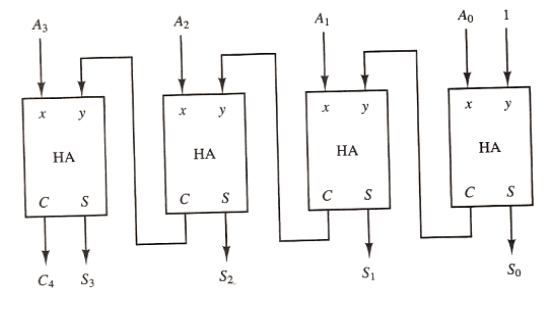 A3 A2 A1 A0 1
x y x y x y x y
HA HA HA HA
C S C S C S C S
C4 S3 S2 S1 S0